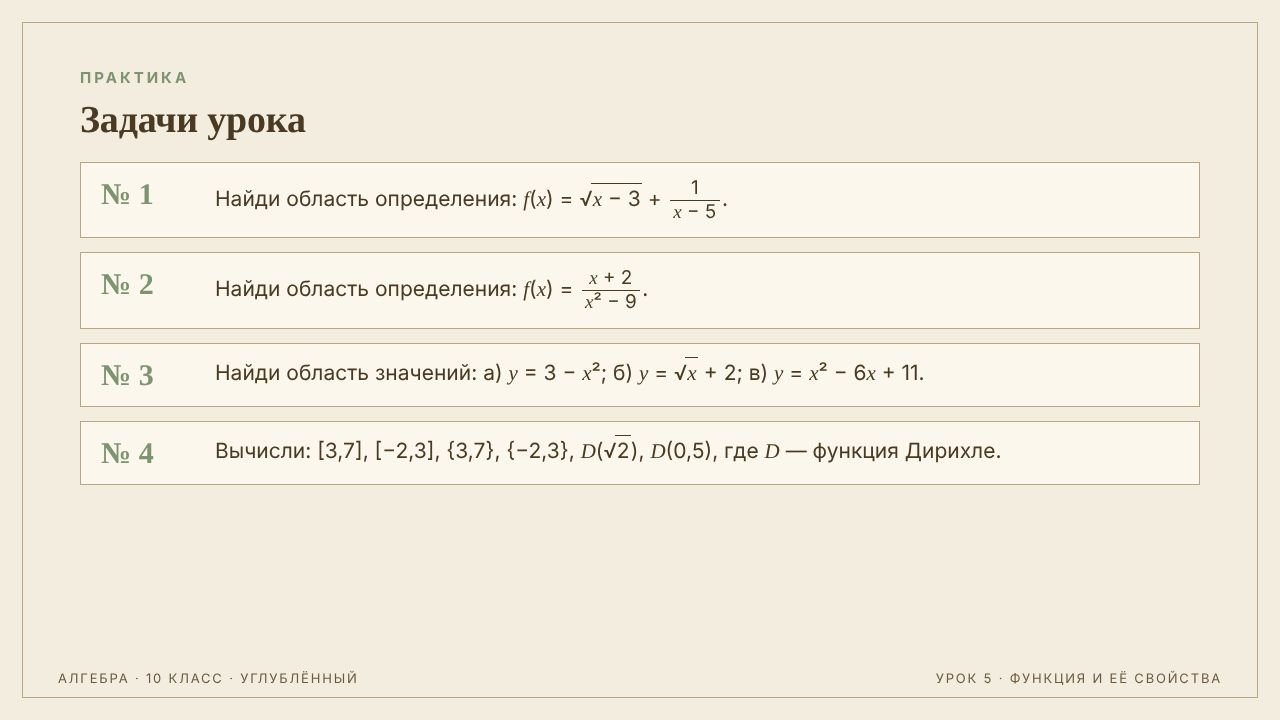 ПРАКТИКА
Задачи урока
№ 1
Найди область определения: f(x) = √x − 3 + 1/(x − 5).
№ 2
Найди область определения: f(x) = (x + 2)/(x² − 9).
№ 3
Найди область значений: а) y = 3 − x²; б) y = √x + 2; в) y = x² − 6x + 11.
№ 4
Вычисли: [3,7], [−2,3], {3,7}, {−2,3}, D(√2), D(0,5), где D — функция Дирихле.
АЛГЕБРА · 10 КЛАСС · УГЛУБЛЁННЫЙ
УРОК 5 · ФУНКЦИЯ И ЕЁ СВОЙСТВА